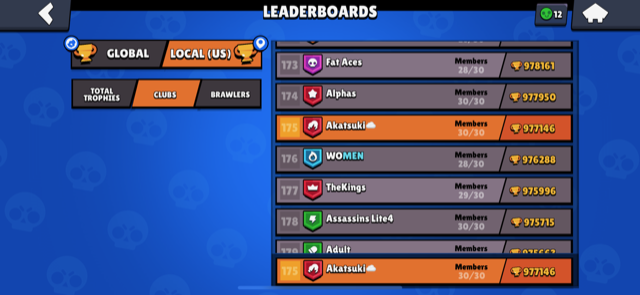 LEADERBOARDS
12
GLOBAL
LOCAL (US)
TOTAL TROPHIES
CLUBS
BRAWLERS
173 Fat Aces Members 28/30 978161
174 Alphas Members 30/30 977950
175 Akatsuki☁️ Members 30/30 977146
176 WOMEN Members 28/30 976288
177 TheKings Members 29/30 975996
178 Assassins Lite4 Members 30/30 975715
179 Adult Members
175 Akatsuki☁️ Members 30/30 977146